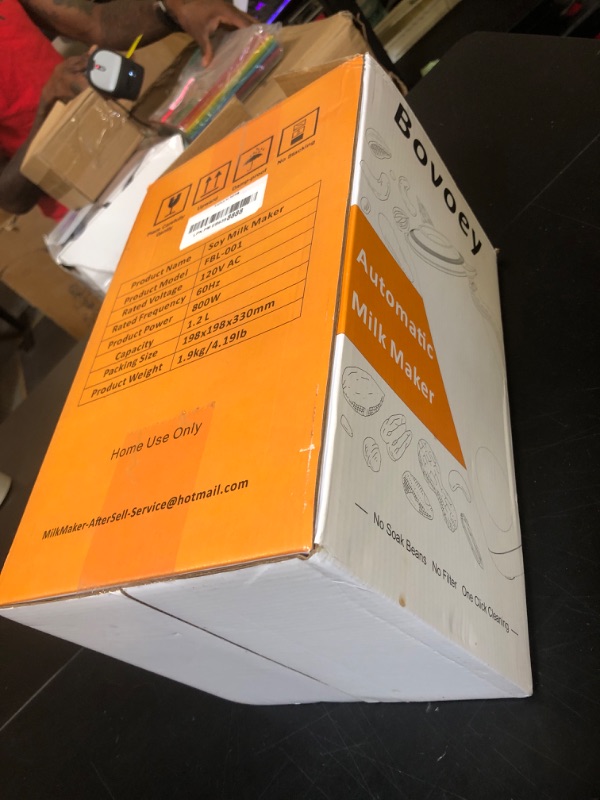 No Stacking
Product Name Soy Milk Maker
Product Model FBL-001
Rated Voltage 120V AC
Rated Frequency 60Hz
Product Power 800W
Capacity 1.2 L
Packing Size 198x198x330mm
Product Weight 1.9kg/4.19lb
Home Use Only
MilkMaker-AfterSell-Service@hotmail.com
Bovoey
Automatic
Milk Maker
No Soak Beans No Filter One Click Cleaning